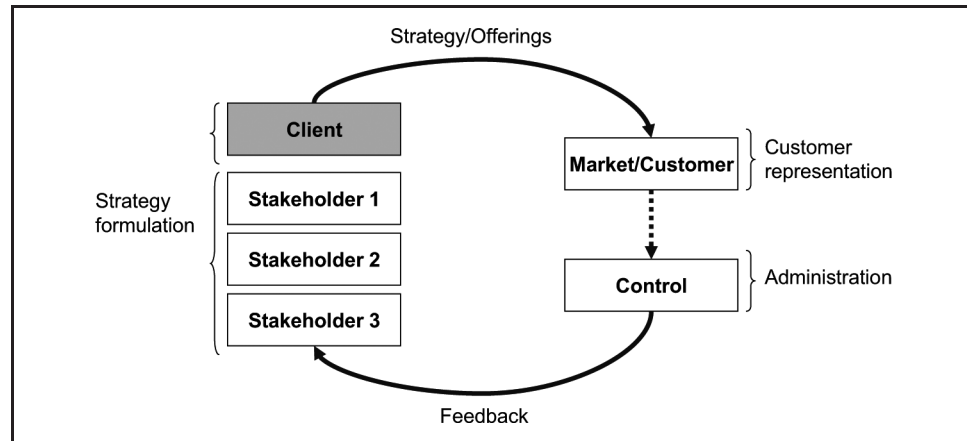 Strategy/Offerings
Client
Market/Customer
Customer
representation
Strategy
formulation
Stakeholder 1
Stakeholder 2
Stakeholder 3
Control
Administration
Feedback